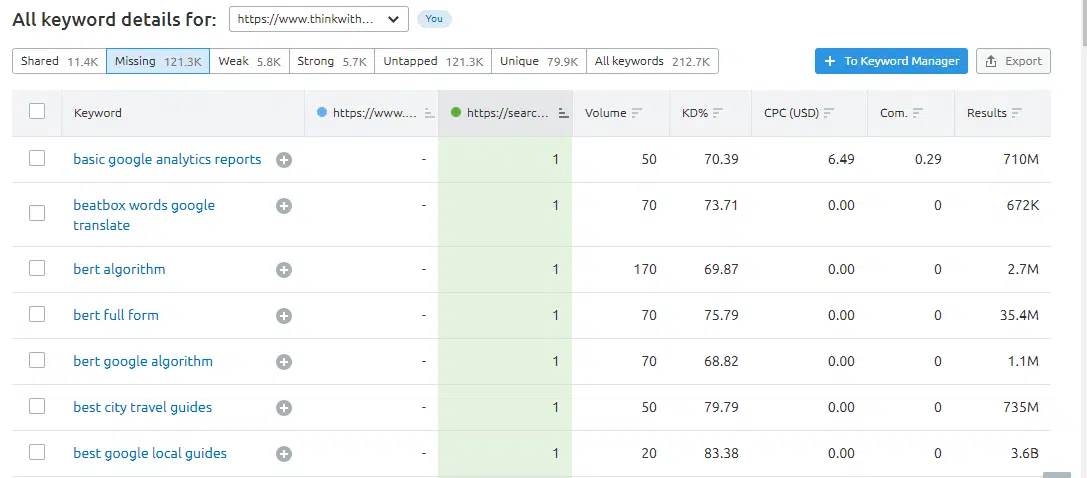 All keyword details for: https://www.thinkwith... You
Shared 11.4K Missing 121.3K Weak 5.8K Strong 5.7K Untapped 121.3K Unique 79.9K All keywords 212.7K + To Keyword Manager Export
Keyword https://www.... https://searc... Volume KD% CPC (USD) Com. Results
basic google analytics reports - 1 50 70.39 6.49 0.29 710M
beatbox words google - 1 70 73.71 0.00 0 672K
translate
bert algorithm - 1 170 69.87 0.00 0 2.7M
bert full form - 1 70 75.79 0.00 0 35.4M
bert google algorithm - 1 70 68.82 0.00 0 1.1M
best city travel guides - 1 50 79.79 0.00 0 735M
best google local guides - 1 20 83.38 0.00 0 3.6B